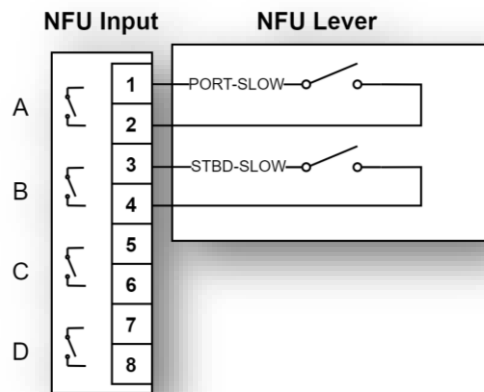 NFU Input NFU Lever
A 1 PORT-SLOW
2
B 3 STBD-SLOW
4
C 5
6
D 7
8